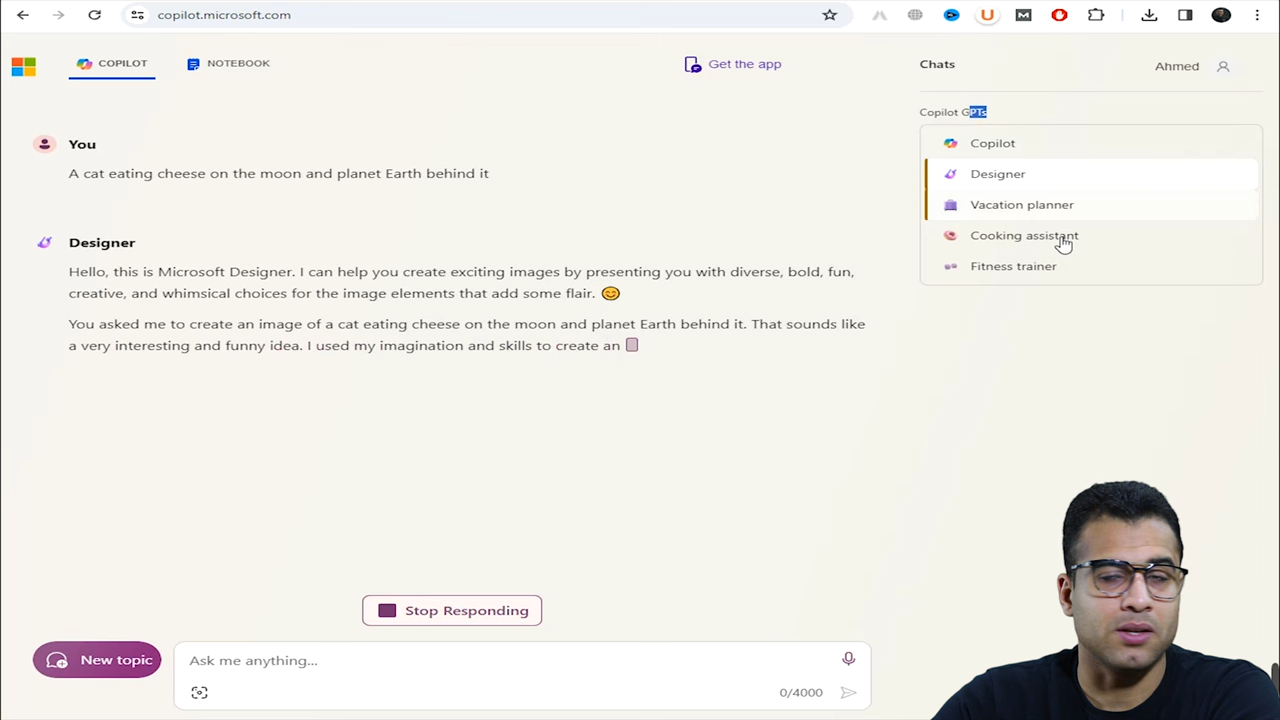 copilot.microsoft.com
COPILOT
NOTEBOOK
Get the app
Chats
Ahmed
Copilot GPTs
Copilot
Designer
Vacation planner
Cooking assistant
Fitness trainer
You
A cat eating cheese on the moon and planet Earth behind it
Designer
Hello, this is Microsoft Designer. I can help you create exciting images by presenting you with diverse, bold, fun,
creative, and whimsical choices for the image elements that add some flair. 😊
You asked me to create an image of a cat eating cheese on the moon and planet Earth behind it. That sounds like
a very interesting and funny idea. I used my imagination and skills to create an
Stop Responding
New topic
Ask me anything...
0/4000